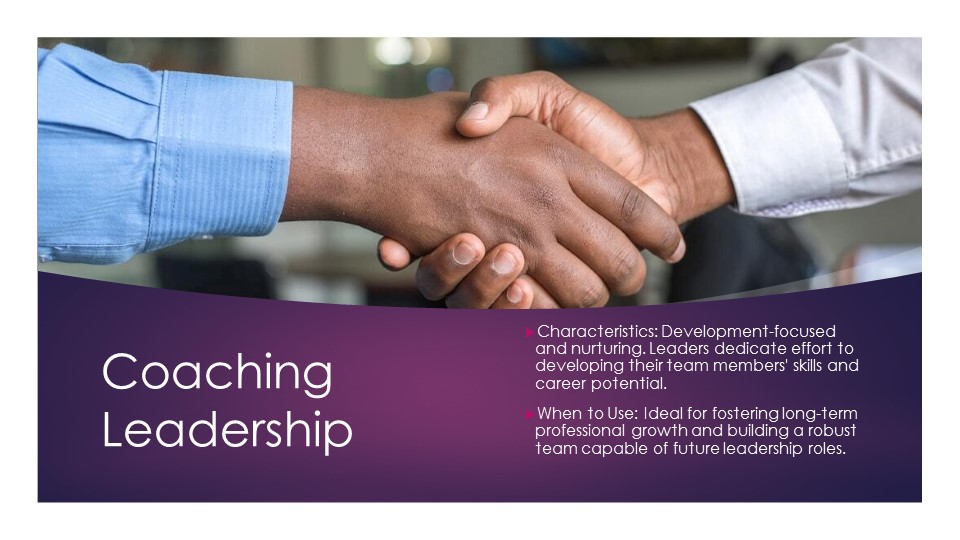 Coaching
Leadership
Characteristics: Development-focused
and nurturing. Leaders dedicate effort to
developing their team members' skills and
career potential.
When to Use: Ideal for fostering long-term
professional growth and building a robust
team capable of future leadership roles.